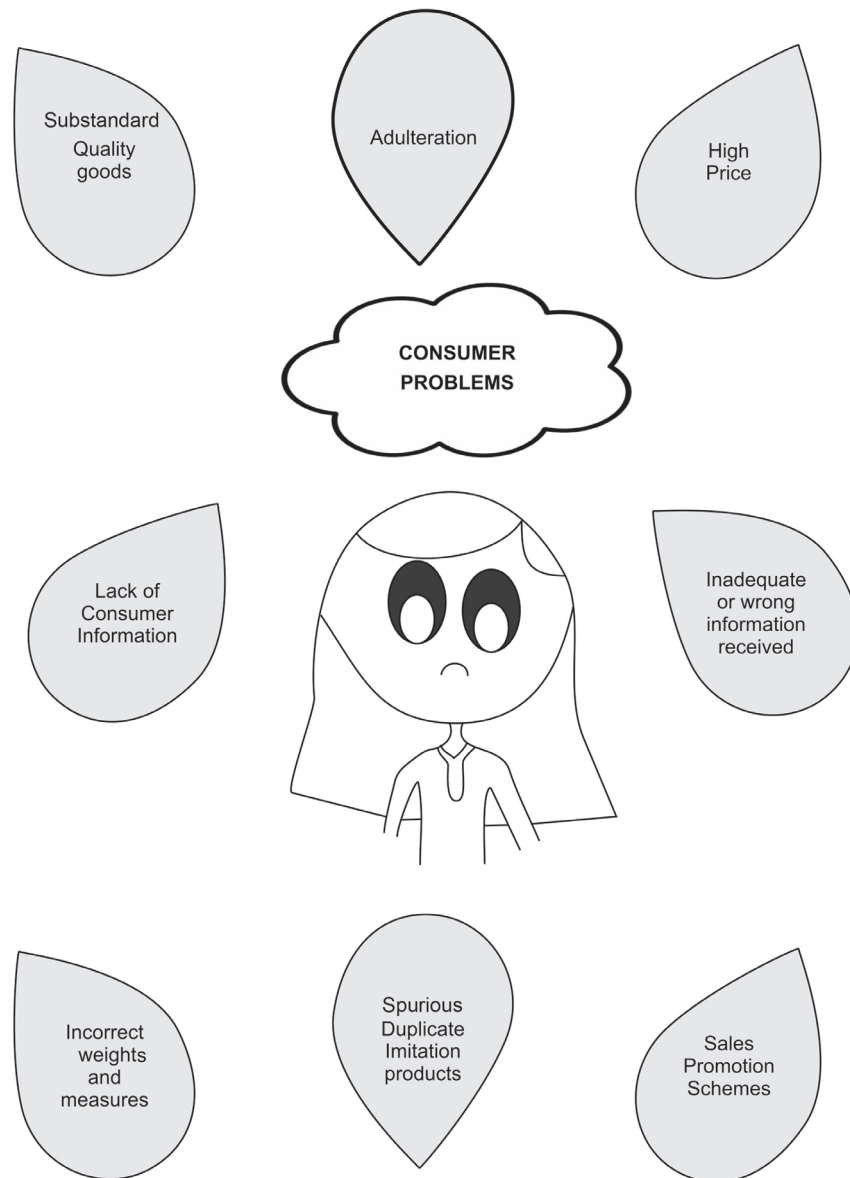 Substandard
Quality
goods
Adulteration
High
Price
CONSUMER
PROBLEMS
Lack of
Consumer
Information
Inadequate
or wrong
information
received
Incorrect
weights
and
measures
Spurious
Duplicate
Imitation
products
Sales
Promotion
Schemes